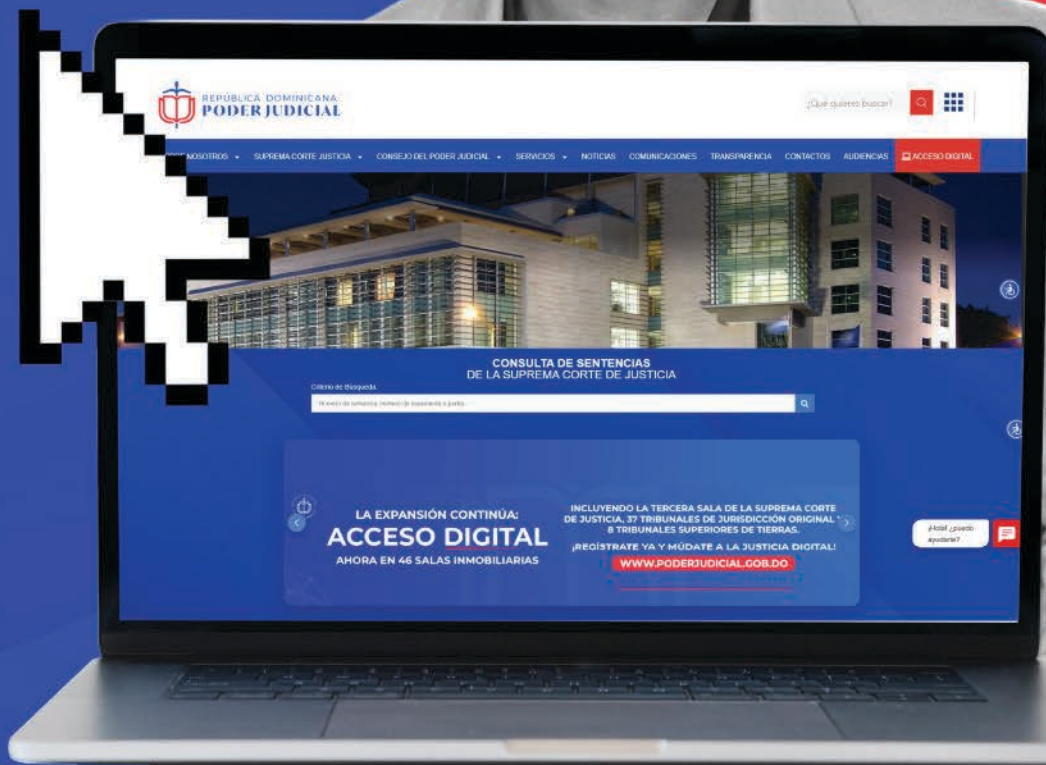 REPÚBLICA DOMINICANA
PODER JUDICIAL
¿Qué quieres buscar?
NOSOTROS
SUPREMA CORTE JUSTICIA
CONSEJO DEL PODER JUDICIAL
SERVICIOS
NOTICIAS
COMUNICACIONES
TRANSPARENCIA
CONTACTOS
AUDIENCIAS
ACCESO DIGITAL
CONSULTA DE SENTENCIAS
DE LA SUPREMA CORTE DE JUSTICIA
Criterio de Búsqueda
LA EXPANSIÓN CONTINÚA:
ACCESO DIGITAL
AHORA EN 46 SALAS INMOBILIARIAS
INCLUYENDO LA TERCERA SALA DE LA SUPREMA CORTE
DE JUSTICIA, 37 TRIBUNALES DE JURISDICCIÓN ORIGINAL
8 TRIBUNALES SUPERIORES DE TIERRAS.
¡REGÍSTRATE YA Y MÚDATE A LA JUSTICIA DIGITAL!
WWW.PODERJUDICIAL.GOB.DO
¡Hola! ¿puedo
ayudarte?